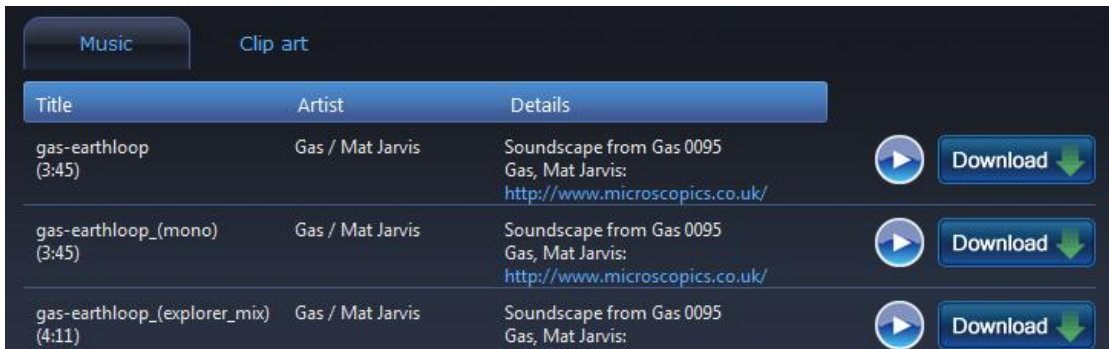 Music Clip art
Title Artist Details
gas-earthloop Gas / Mat Jarvis Soundscape from Gas 0095 Download
(3:45) Gas, Mat Jarvis:
http://www.microscopics.co.uk/
gas-earthloop_(mono) Gas / Mat Jarvis Soundscape from Gas 0095 Download
(3:45) Gas, Mat Jarvis:
http://www.microscopics.co.uk/
gas-earthloop_(explorer_mix) Gas / Mat Jarvis Soundscape from Gas 0095 Download
(4:11) Gas, Mat Jarvis: